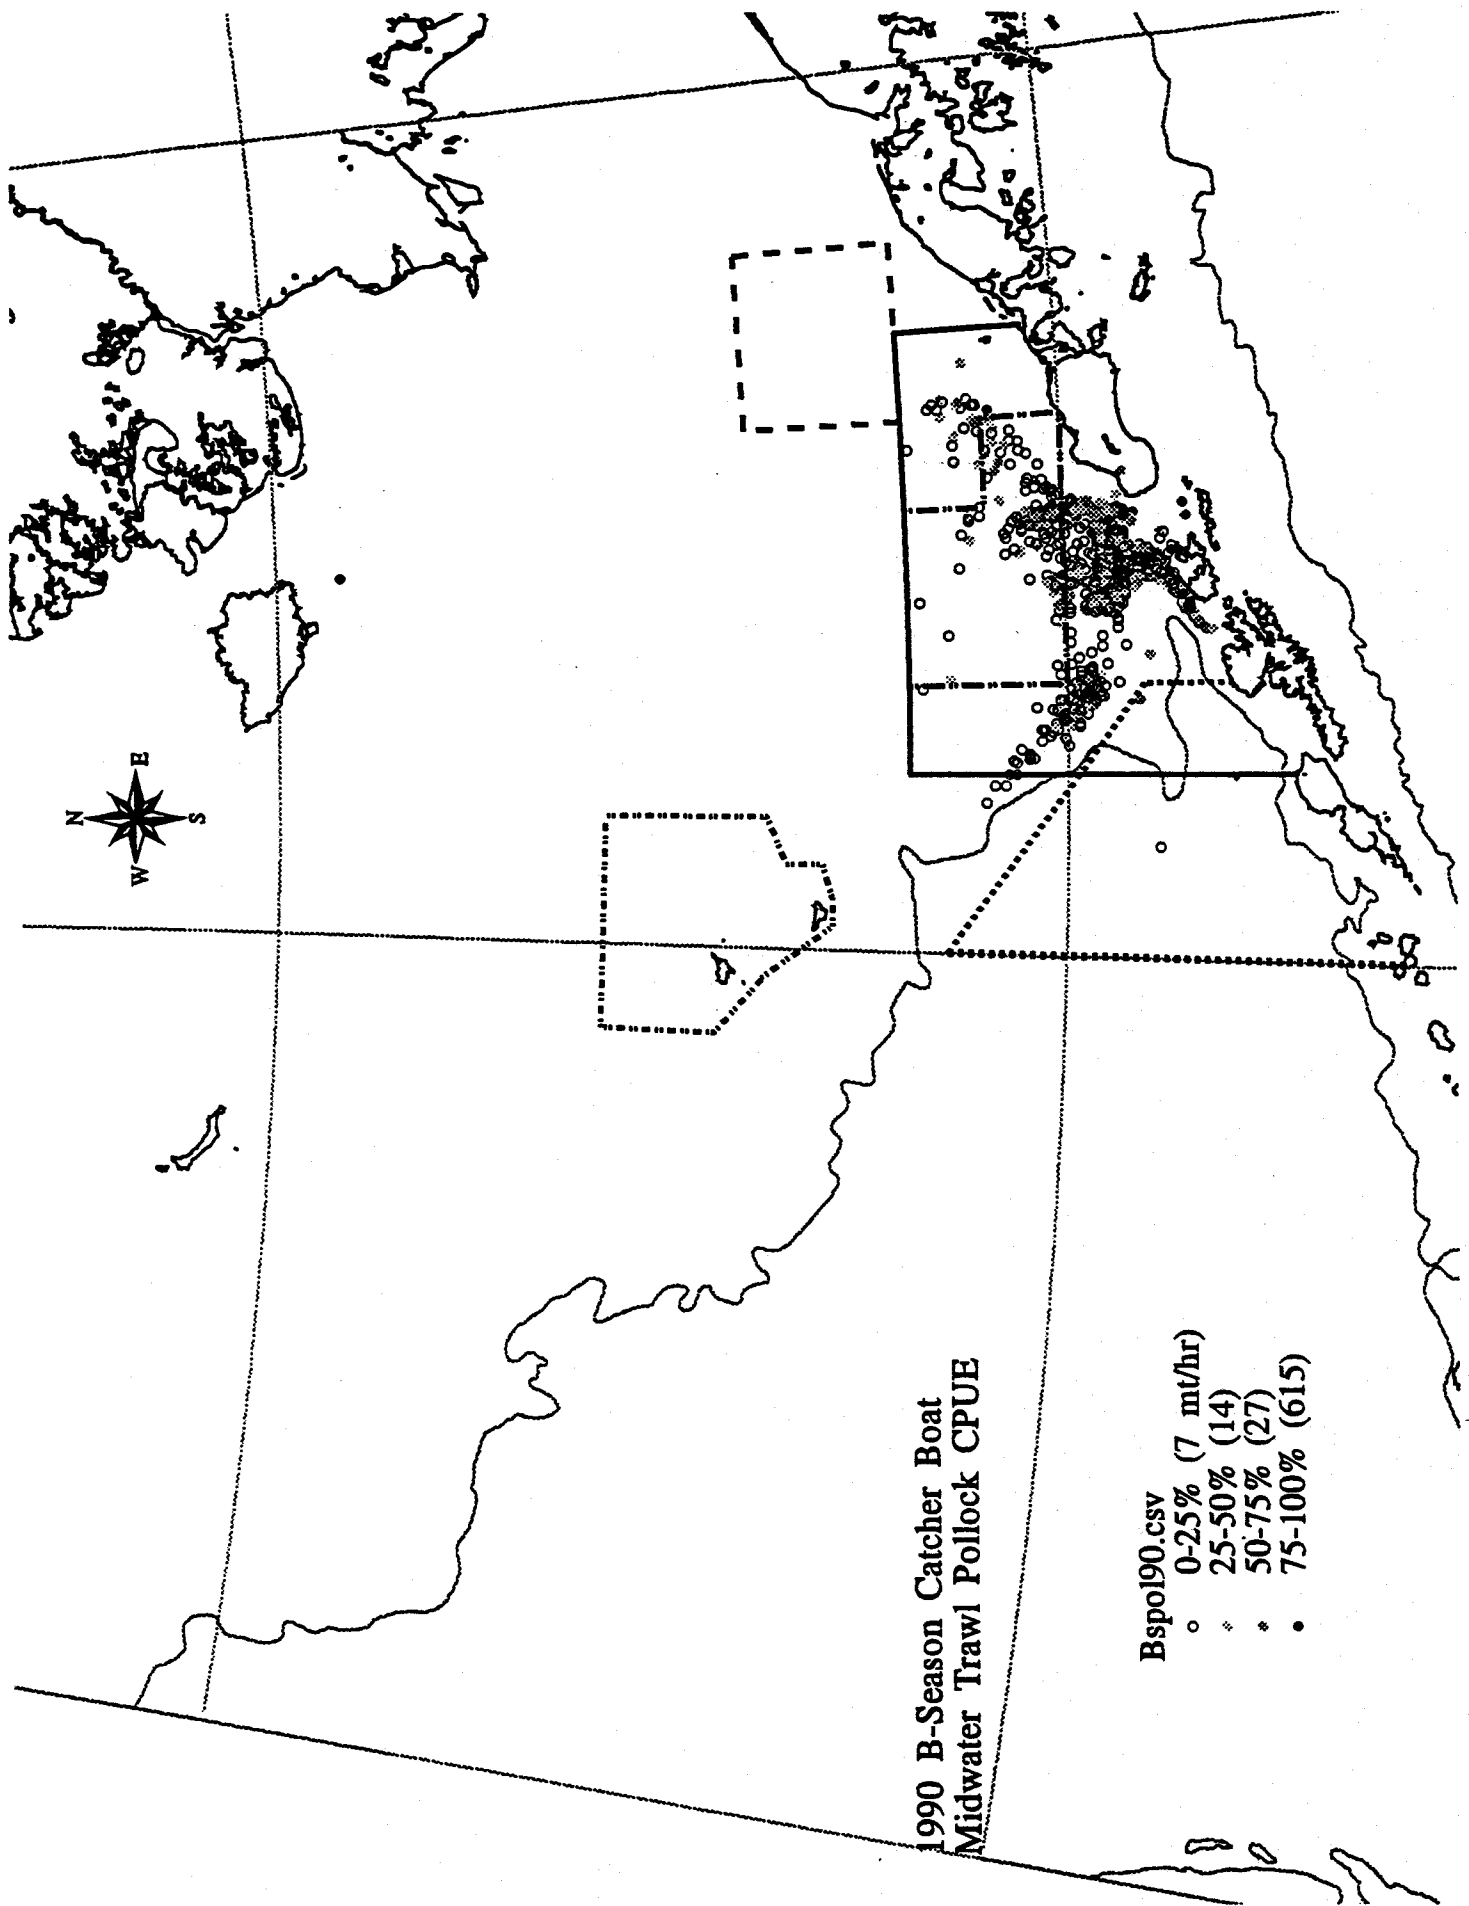 N
W E
S
1990 B-Season Catcher Boat
Midwater Trawl Pollock CPUE
Bspol90.csv
0-25% (7 mt/hr)
25-50% (14)
50-75% (27)
75-100% (615)